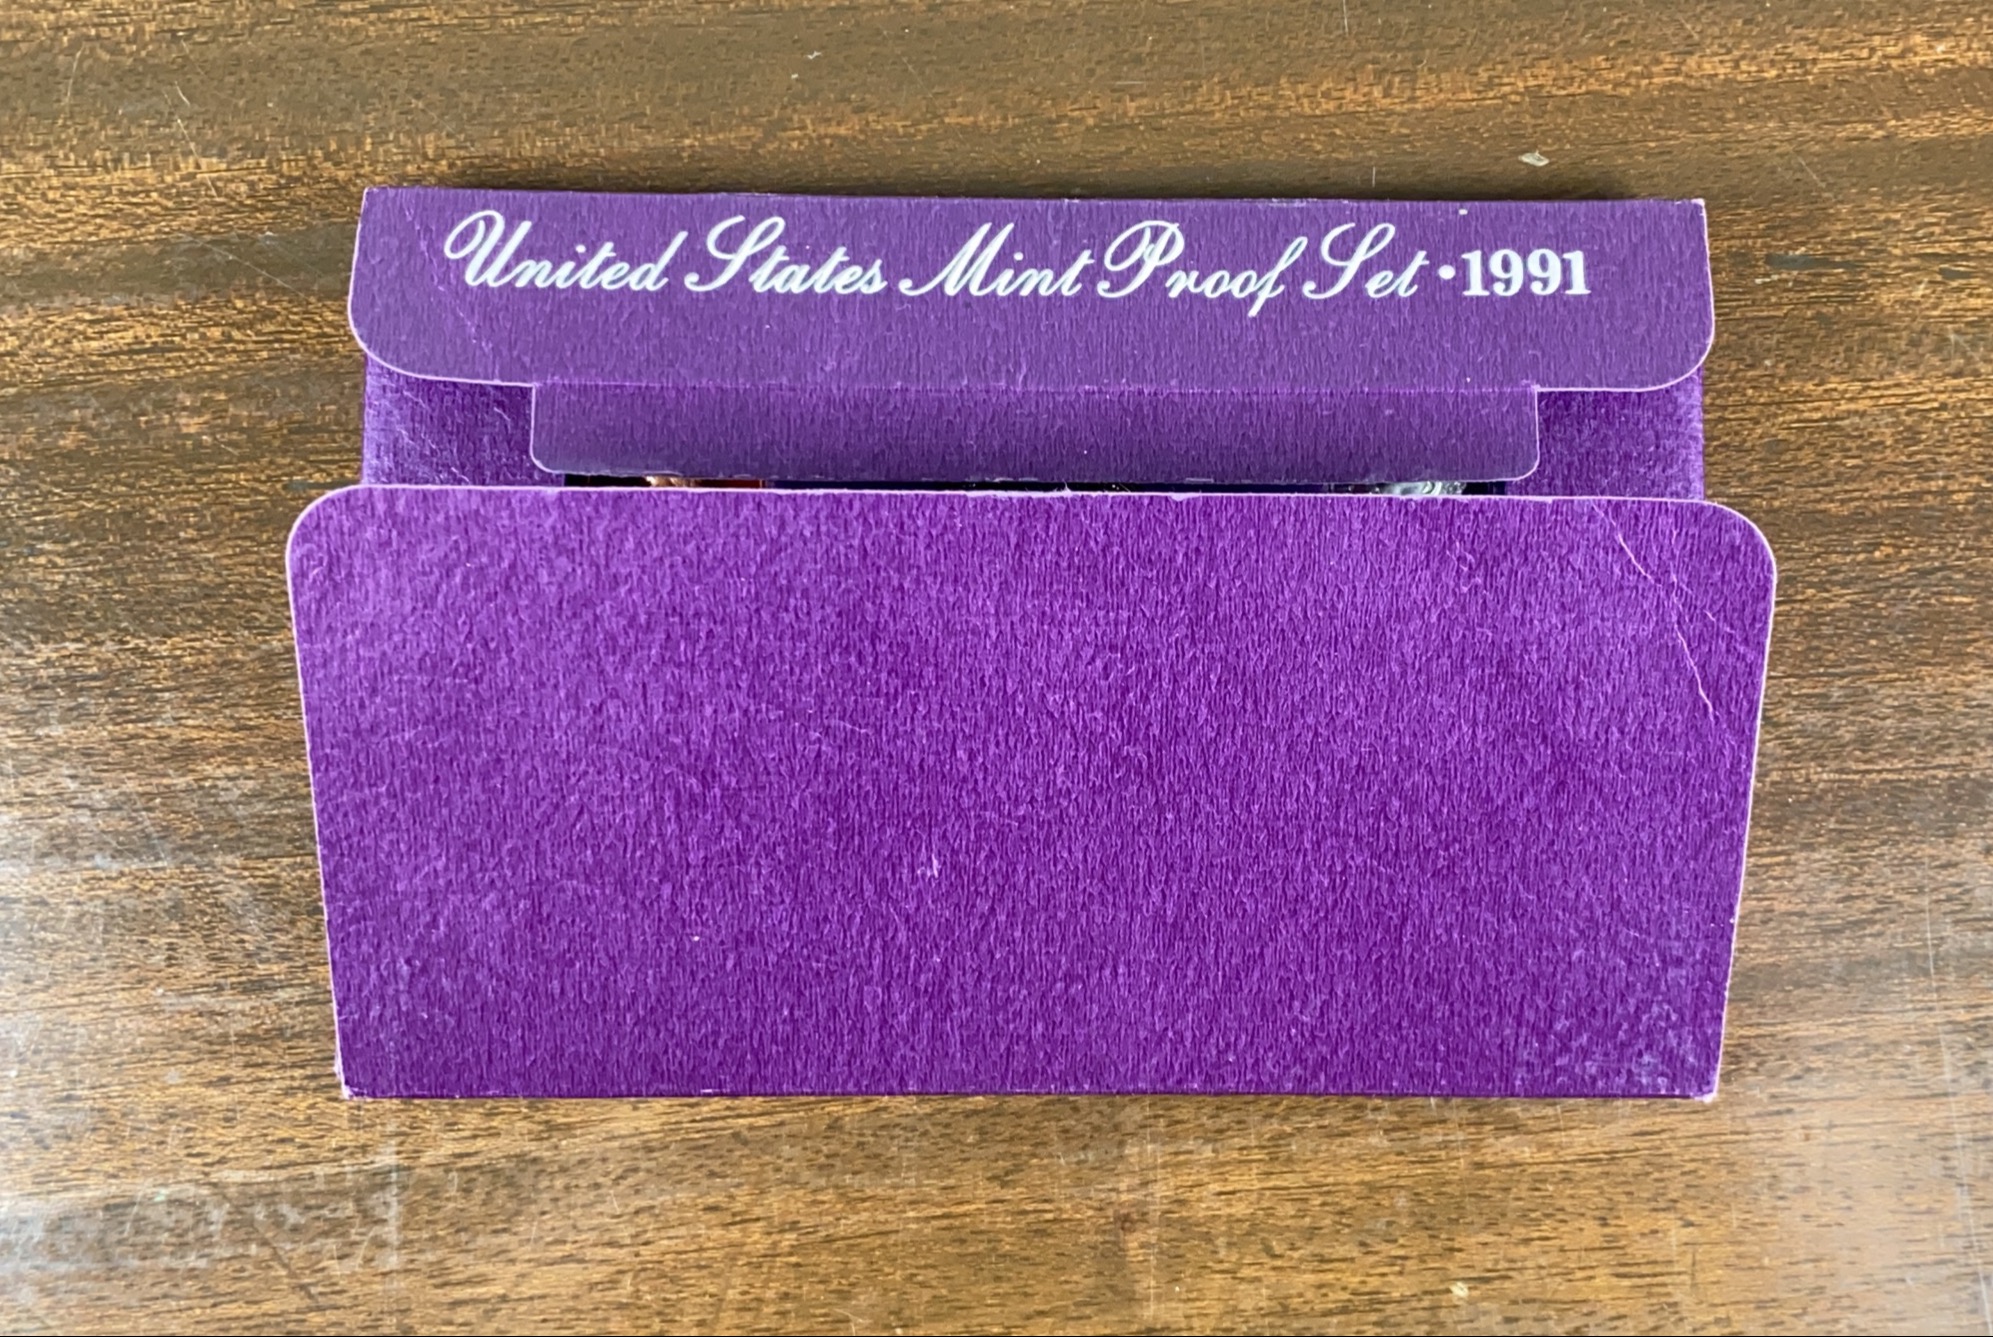 United States Mint Proof Set •1991